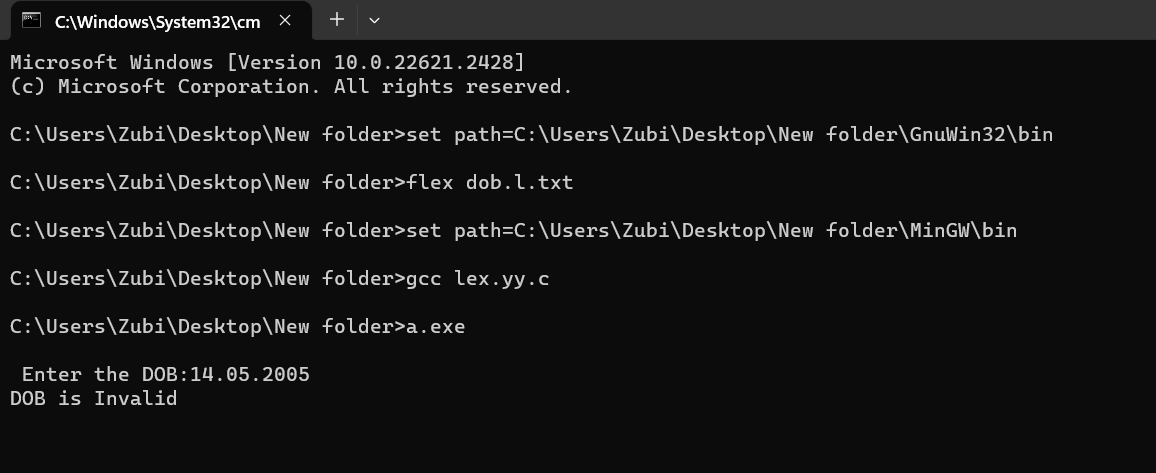 C:\Windows\System32\cm
Microsoft Windows [Version 10.0.22621.2428]
(c) Microsoft Corporation. All rights reserved.
C:\Users\Zubi\Desktop\New folder>set path=C:\Users\Zubi\Desktop\New folder\GnuWin32\bin
C:\Users\Zubi\Desktop\New folder>flex dob.l.txt
C:\Users\Zubi\Desktop\New folder>set path=C:\Users\Zubi\Desktop\New folder\MinGW\bin
C:\Users\Zubi\Desktop\New folder>gcc lex.yy.c
C:\Users\Zubi\Desktop\New folder>a.exe
Enter the DOB:14.05.2005
DOB is Invalid